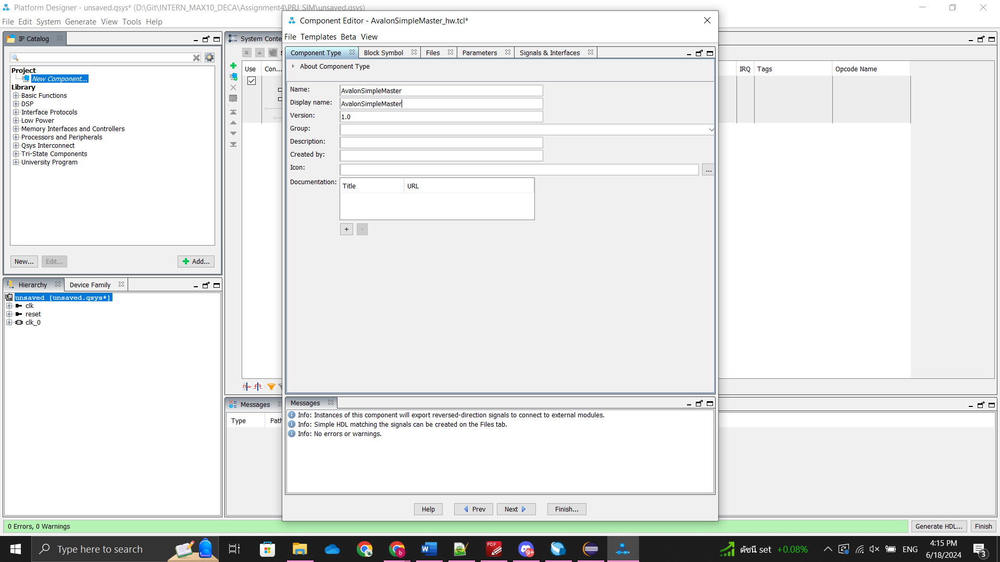 Platform Designer - unsaved.qsys* (D:\Git\INTERN_MAX10_DECA\Assignment4\PRJ_SIM\unsaved.qsys)
File Edit System Generate View Tools Help
IP Catalog
Project
New Component...
Library
Basic Functions
DSP
Interface Protocols
Low Power
Memory Interfaces and Controllers
Processors and Peripherals
Qsys Interconnect
Tri-State Components
University Program
New... Edit... Add...
Hierarchy Device Family
unsaved [unsaved.qsys*]
clk
reset
clk_0
System Conte
Use Con... IRQ Tags Opcode Name
Messages
Type Path
Component Editor - AvalonSimpleMaster_hw.tcl*
File Templates Beta View
Component Type Block Symbol Files Parameters Signals & Interfaces
About Component Type
Name: AvalonSimpleMaster
Display name: AvalonSimpleMaster
Version: 1.0
Group:
Description:
Created by:
Icon: ...
Documentation: Title URL
+ -
Messages
Info: Instances of this component will export reversed-direction signals to connect to external modules.
Info: Simple HDL matching the signals can be created on the Files tab.
Info: No errors or warnings.
Help Prev Next Finish...
0 Errors, 0 Warnings
Generate HDL... Finish
Type here to search
PDF
9+
b
ดัชนี set +0.08%
ENG
4:15 PM
6/18/2024
3